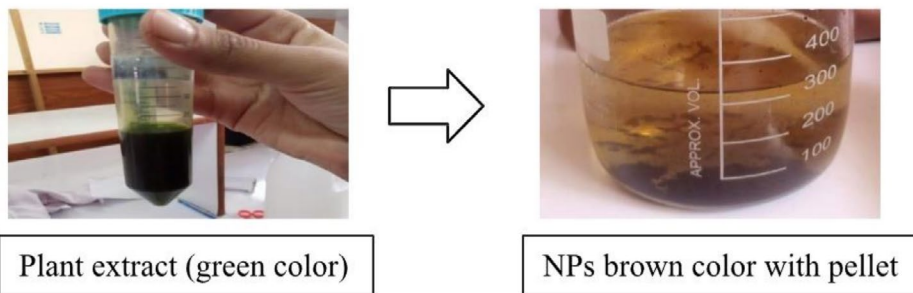 400
300
200
100
APPROX. VOL.
Plant extract (green color)
NPs brown color with pellet